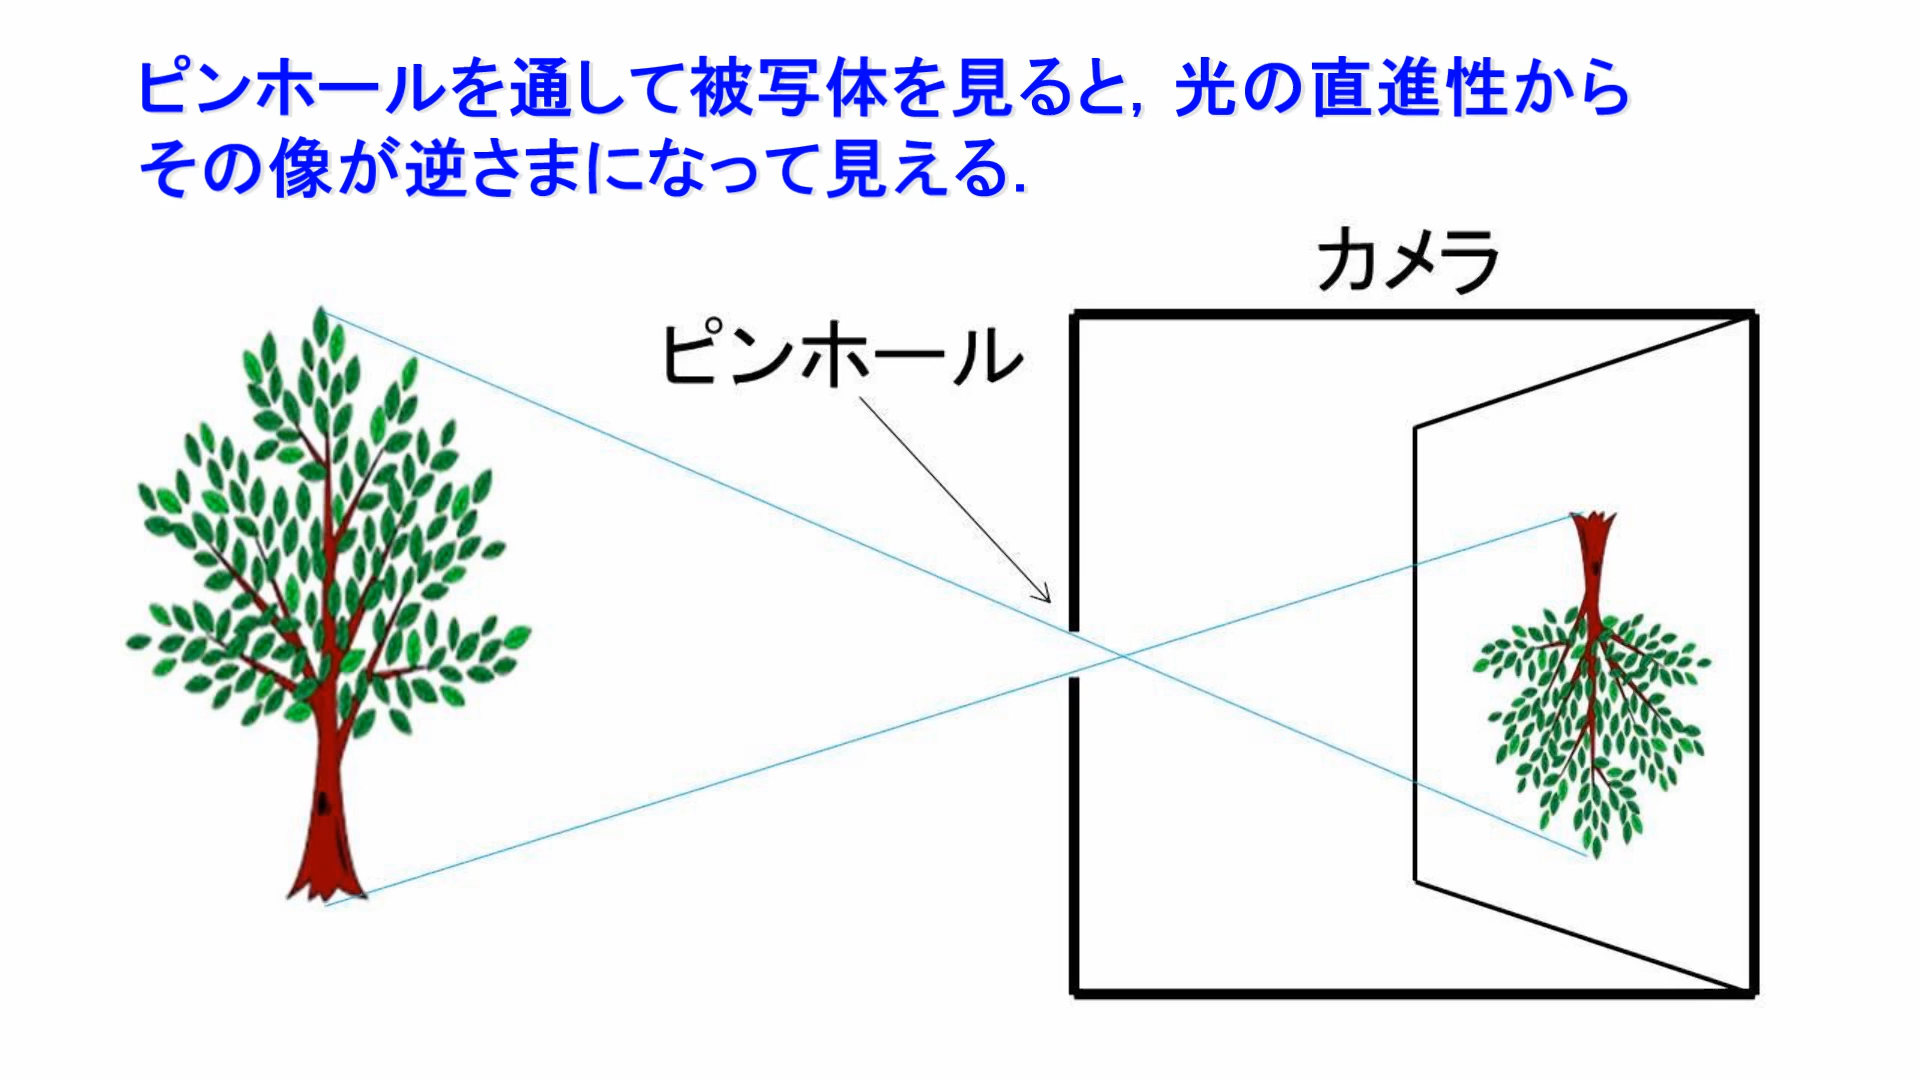 ピンホールを通して被写体を見ると, 光の直進性から
その像が逆さまになって見える.
カメラ
ピンホール